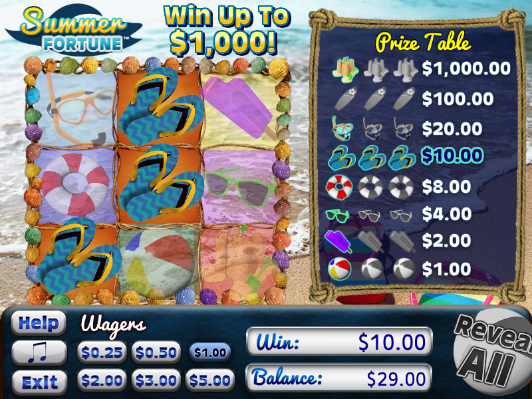 Summer
FORTUNE™
Win Up To
$1,000!
Prize Table
$1,000.00
$100.00
$20.00
$10.00
$8.00
$4.00
$2.00
$1.00
Help
Wagers
$0.25 $0.50 $1.00
Exit
$2.00 $3.00 $5.00
Win: $10.00
Balance: $29.00
Reveal
All